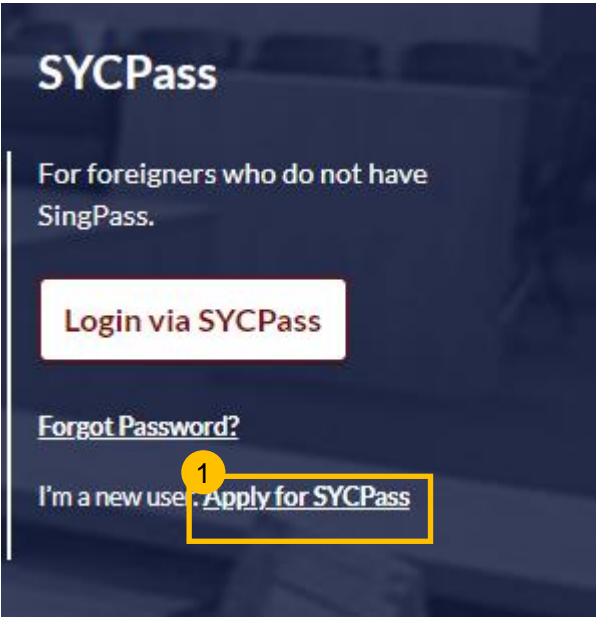 SYCPass
For foreigners who do not have
SingPass.
Login via SYCPass
Forgot Password?
1
I'm a new user. Apply for SYCPass